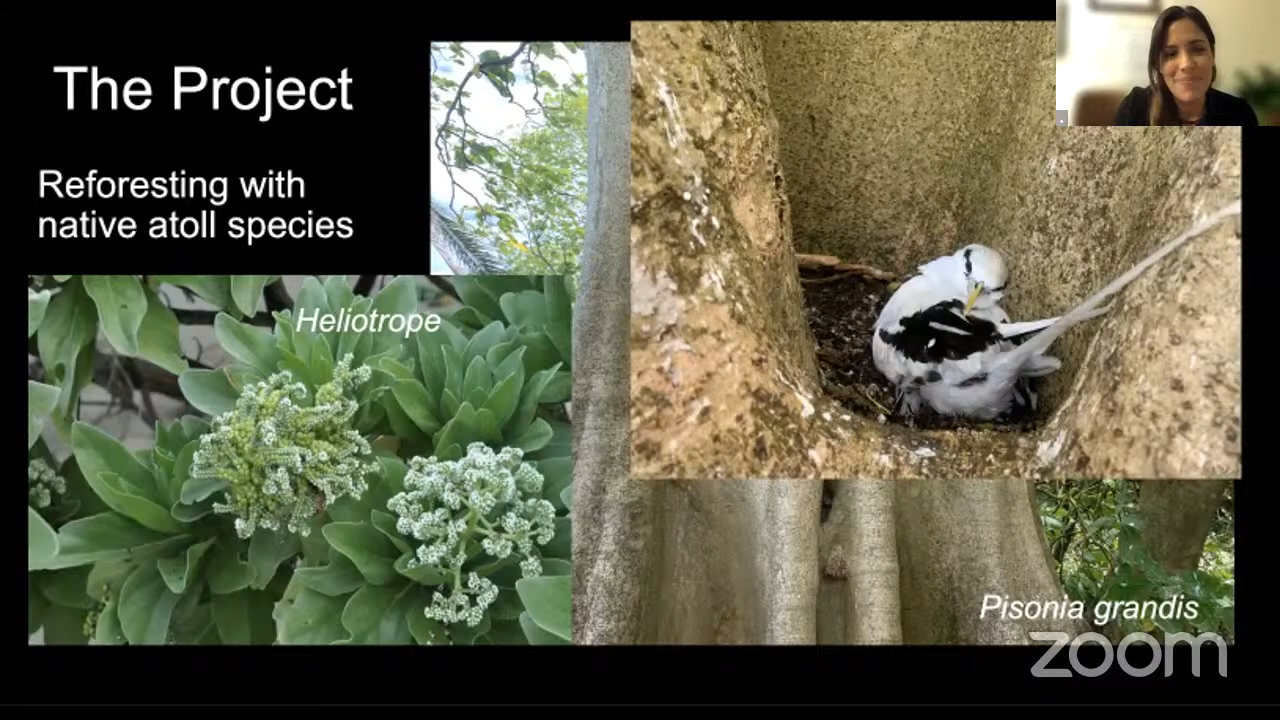 The Project
Reforesting with
native atoll species
Heliotrope
Pisonia grandis
zoom